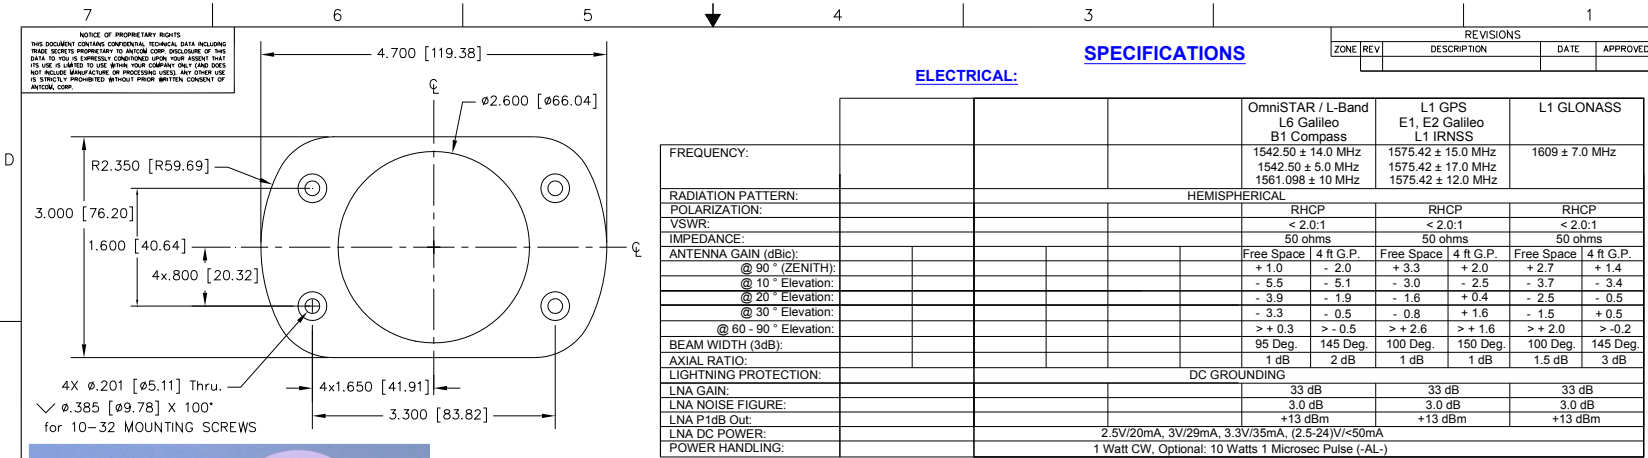 7 6 5 4 3 1
D
NOTICE OF PROPRIETARY RIGHTS
THIS DOCUMENT CONTAINS CONFIDENTIAL TECHNICAL DATA INCLUDING
TRADE SECRETS PROPRIETARY TO ANTCOM CORP. DISCLOSURE OF THIS
DATA TO YOU IS EXPRESSLY CONDITIONED UPON YOUR ASSENT THAT
ITS USE IS LIMITED TO USE WITHIN YOUR COMPANY ONLY (AND DOES
NOT INCLUDE MANUFACTURE OR PROCESSING USES). ANY OTHER USE
IS STRICTLY PROHIBITED WITHOUT PRIOR WRITTEN CONSENT OF
ANTCOM, CORP.
4.700 [119.38]
℄
ø2.600 [ø66.04]
R2.350 [R59.69]
3.000 [76.20]
1.600 [40.64]
℄
4x.800 [20.32]
4X ø.201 [ø5.11] Thru.
ø.385 [ø9.78] X 100°
for 10-32 MOUNTING SCREWS
4x1.650 [41.91]
3.300 [83.82]
SPECIFICATIONS
ELECTRICAL:
REVISIONS
ZONE REV DESCRIPTION DATE APPROVED
OmniSTAR / L-Band L1 GPS L1 GLONASS
L6 Galileo E1, E2 Galileo
B1 Compass L1 IRNSS
FREQUENCY: 1542.50 ± 14.0 MHz 1575.42 ± 15.0 MHz 1609 ± 7.0 MHz
1542.50 ± 5.0 MHz 1575.42 ± 17.0 MHz
1561.098 ± 10 MHz 1575.42 ± 12.0 MHz
RADIATION PATTERN: HEMISPHERICAL
POLARIZATION: RHCP RHCP RHCP
VSWR: < 2.0:1 < 2.0:1 < 2.0:1
IMPEDANCE: 50 ohms 50 ohms 50 ohms
ANTENNA GAIN (dBic): Free Space 4 ft G.P. Free Space 4 ft G.P. Free Space 4 ft G.P.
@ 90 ° (ZENITH): + 1.0 - 2.0 + 3.3 + 2.0 + 2.7 + 1.4
@ 10 ° Elevation: - 5.5 - 5.1 - 3.0 - 2.5 - 3.7 - 3.4
@ 20 ° Elevation: - 3.9 - 1.9 - 1.6 + 0.4 - 2.5 - 0.5
@ 30 ° Elevation: - 3.3 - 0.5 - 0.8 + 1.6 - 1.5 + 0.5
@ 60 - 90 ° Elevation: > + 0.3 > - 0.5 > + 2.6 > + 1.6 > + 2.0 > -0.2
BEAM WIDTH (3dB): 95 Deg. 145 Deg. 100 Deg. 150 Deg. 100 Deg. 145 Deg.
AXIAL RATIO: 1 dB 2 dB 1 dB 1 dB 1.5 dB 3 dB
LIGHTNING PROTECTION: DC GROUNDING
LNA GAIN: 33 dB 33 dB 33 dB
LNA NOISE FIGURE: 3.0 dB 3.0 dB 3.0 dB
LNA P1dB Out: +13 dBm +13 dBm +13 dBm
LNA DC POWER: 2.5V/20mA, 3V/29mA, 3.3V/35mA, (2.5-24)V/<50mA
POWER HANDLING: 1 Watt CW, Optional: 10 Watts 1 Microsec Pulse (-AL-)